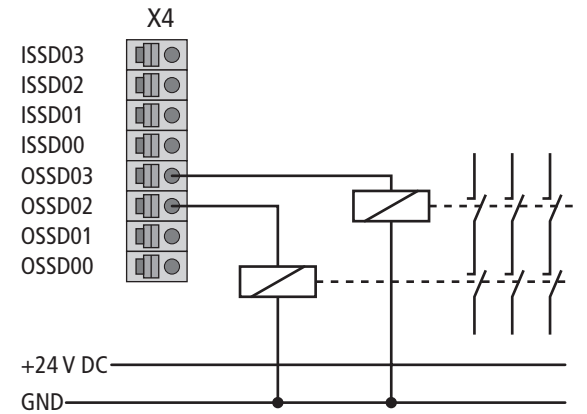 X4
ISSD03
ISSD02
ISSD01
ISSD00
OSSD03
OSSD02
OSSD01
OSSD00
+24 V DC
GND